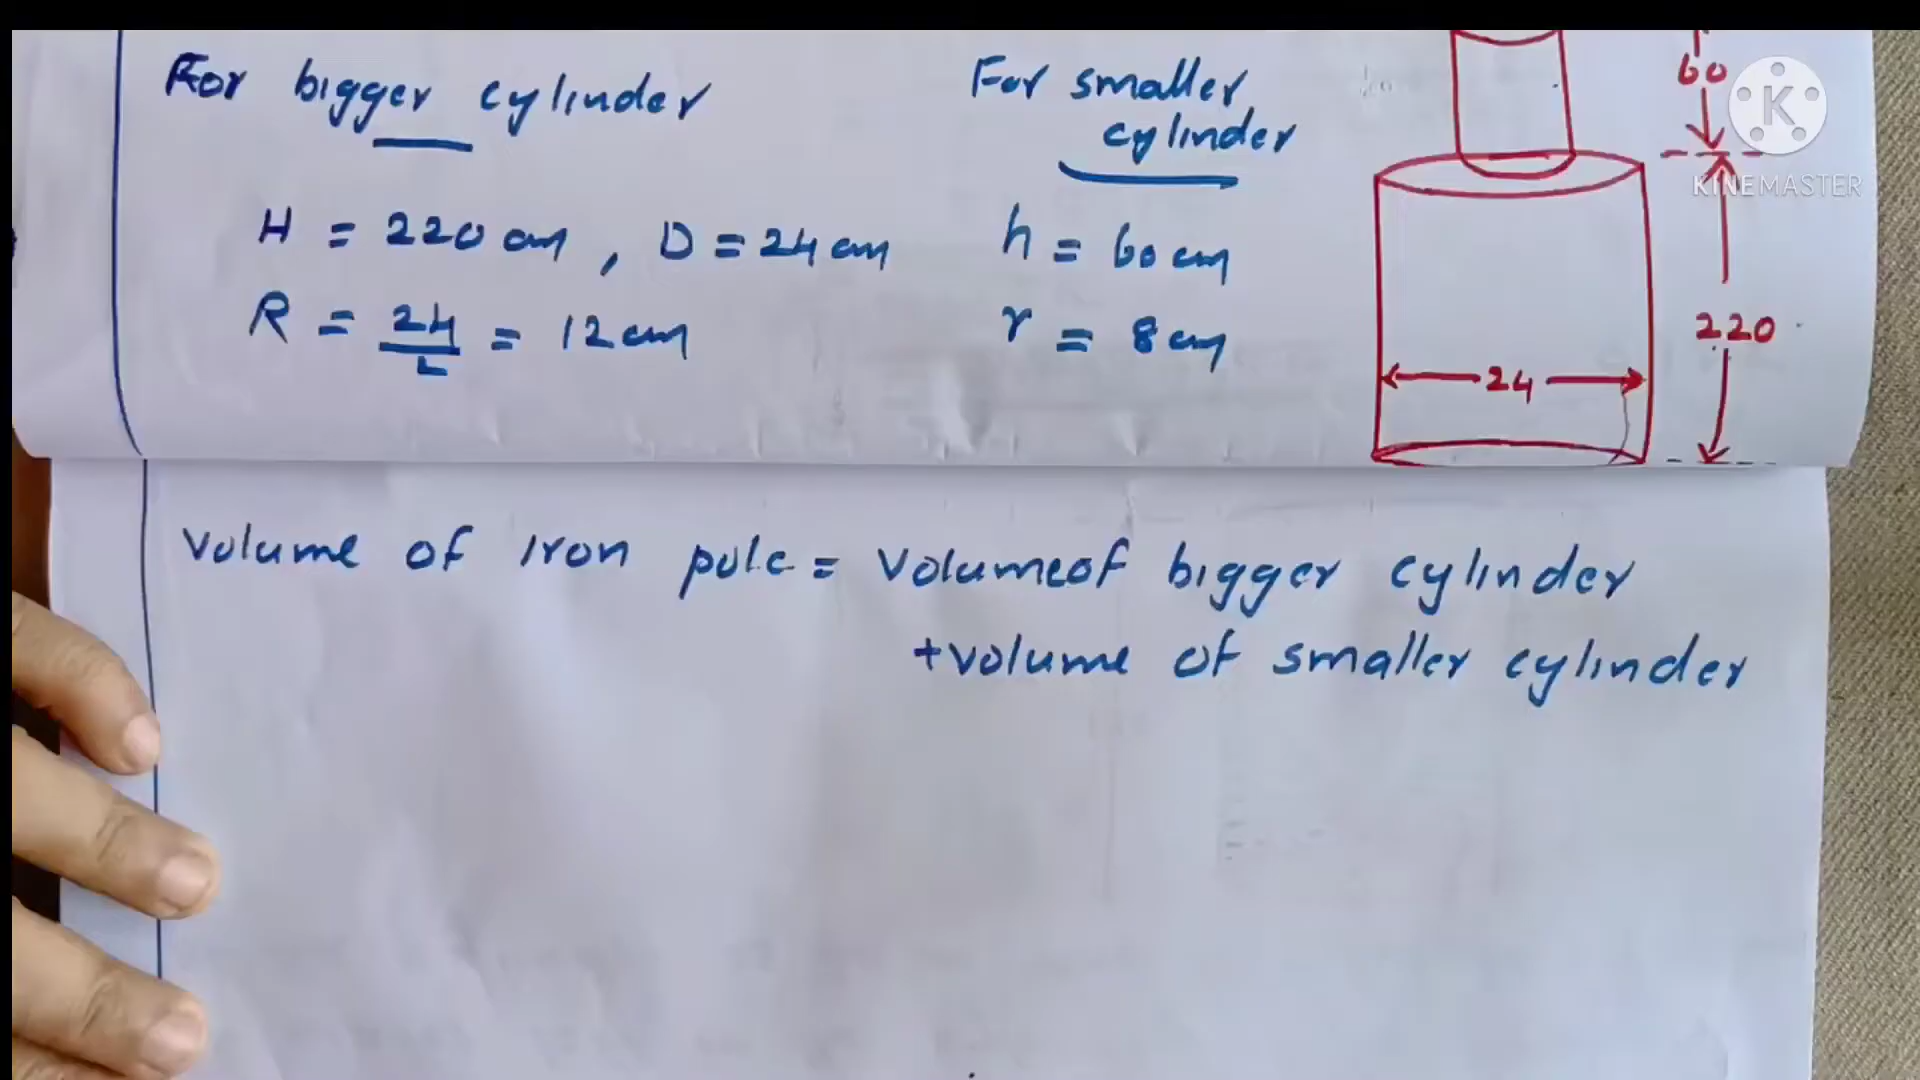 For bigger cylinder
H = 220 cm , D = 24 cm
R = 24/2 = 12 cm
For smaller
cylinder
h = 60 cm
r = 8 cm
60
24
220
K
KINEMASTER
volume of iron pole = volume of bigger cylinder
+ volume of smaller cylinder